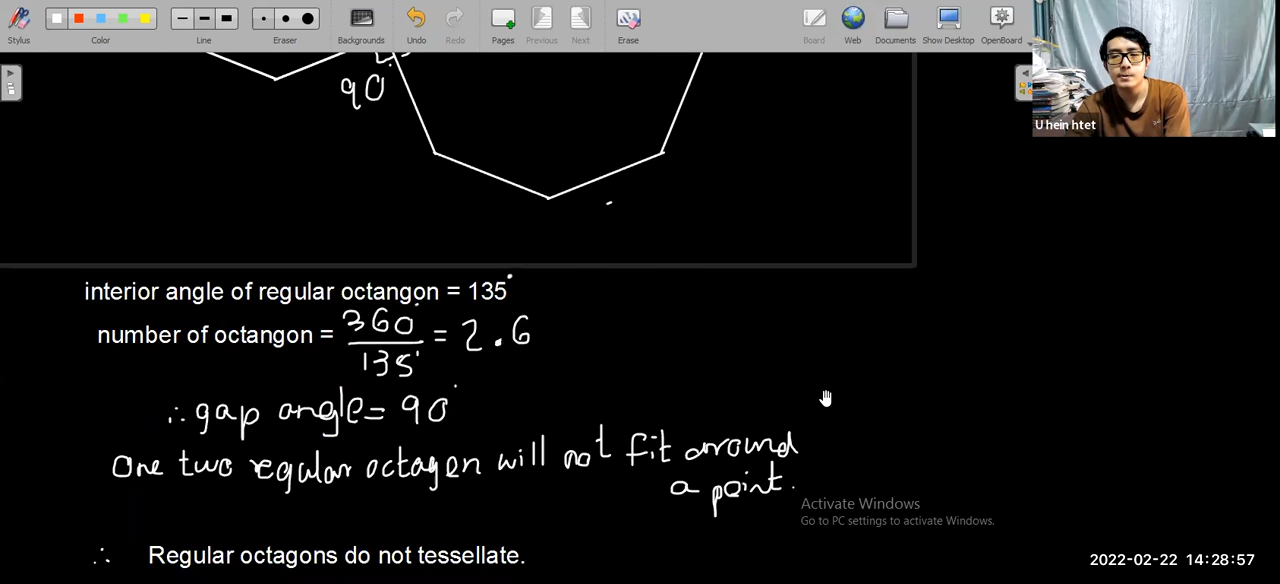 Stylus Color Line Eraser Backgrounds Undo Redo Pages Previous Next Erase Board Web Documents Show Desktop OpenBoard
U hein htet
90
interior angle of regular octangon = 135°
number of octangon = 360°/135° = 2.6
∴ gap angle = 90°
One two regular octagen will not fit around
a point.
Activate Windows
Go to PC settings to activate Windows.
∴ Regular octagons do not tessellate.
2022-02-22 14:28:57